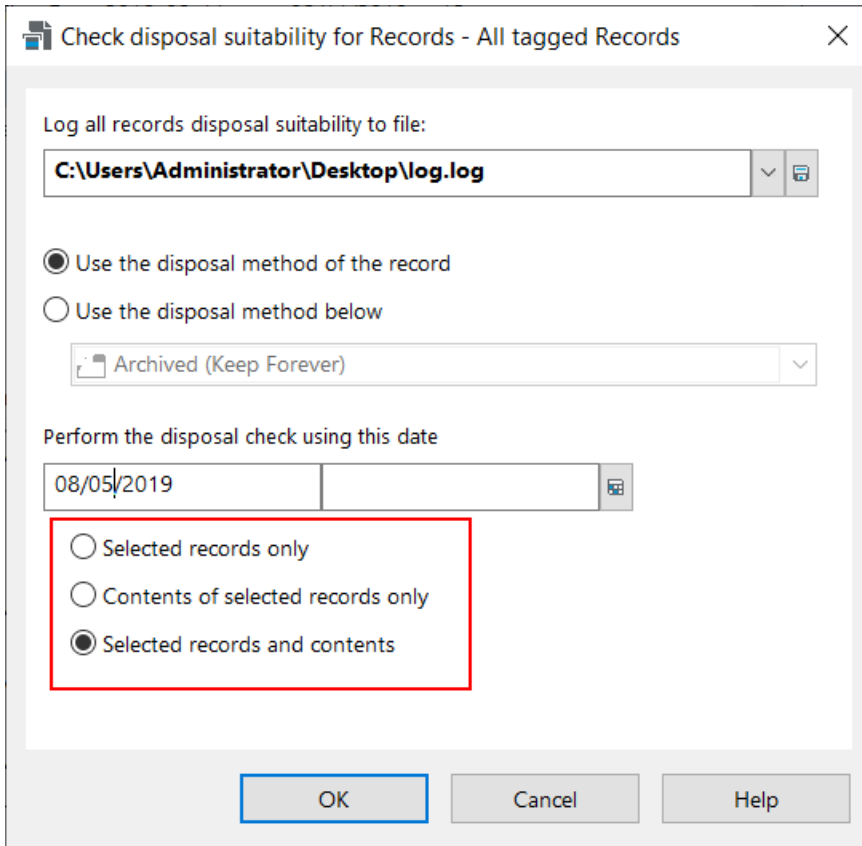 Check disposal suitability for Records - All tagged Records
Log all records disposal suitability to file:
C:\Users\Administrator\Desktop\log.log
Use the disposal method of the record
Use the disposal method below
Archived (Keep Forever)
Perform the disposal check using this date
08/05/2019
Selected records only
Contents of selected records only
Selected records and contents
OK Cancel Help